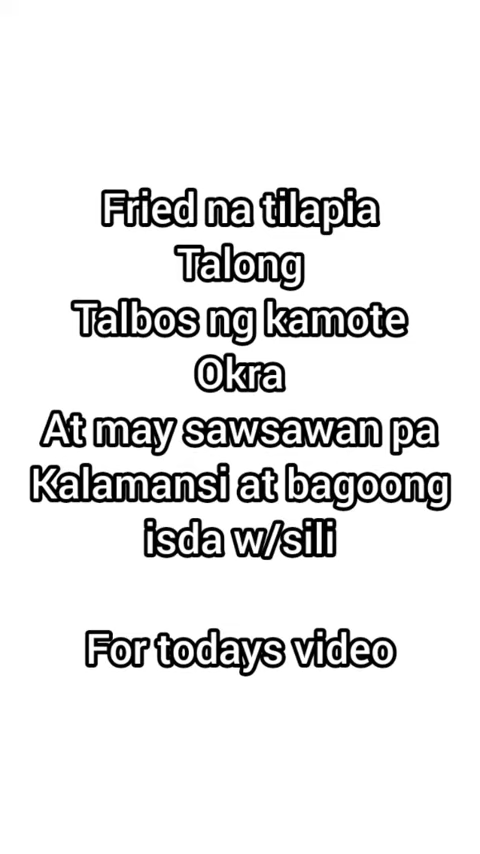 Fried na tilapia
Talong
Talbos ng kamote
Okra
At may sawsawan pa
Kalamansi at bagoong
isda w/sili
For todays video